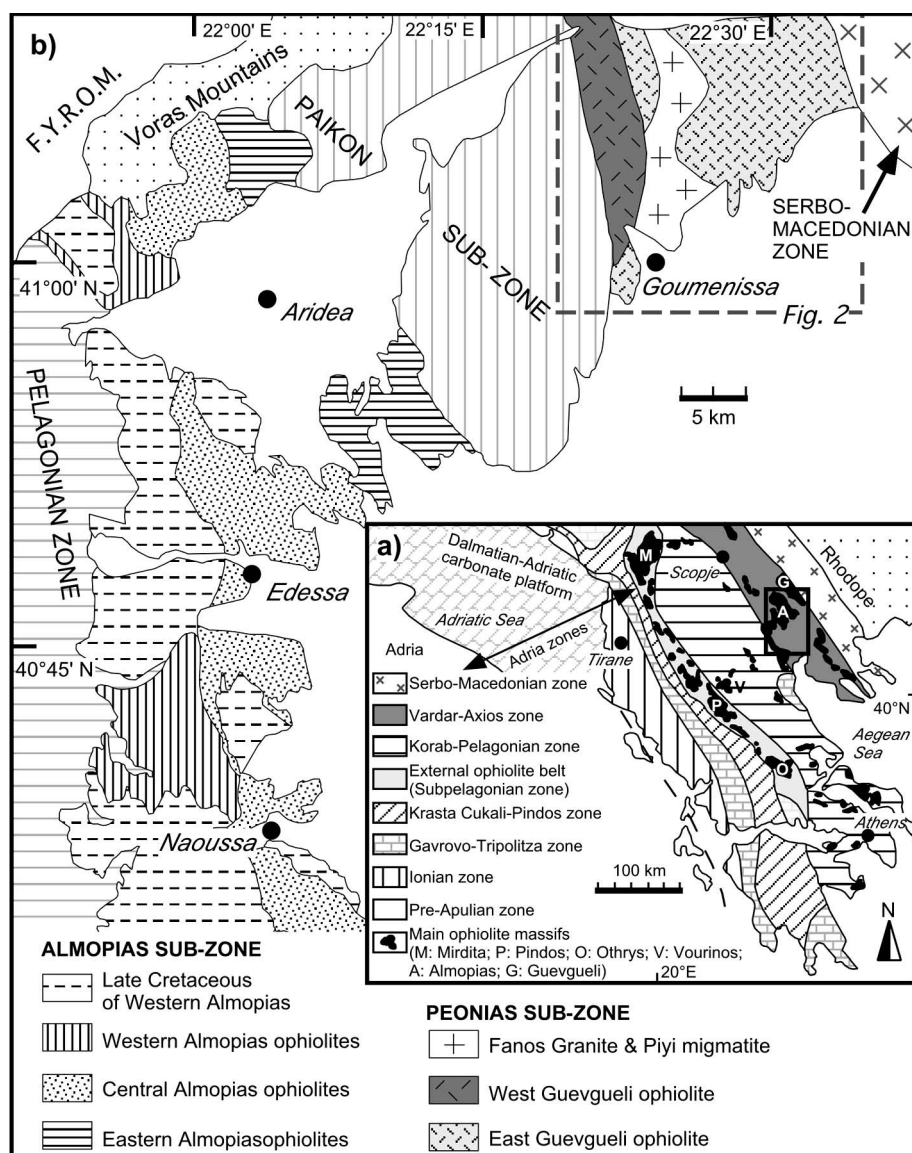 b)
22°00' E
22°15' E
22°30' E
F.Y.R.O.M.
Voras Mountains
PAIKON
SUB- ZONE
SERBO-
MACEDONIAN
ZONE
41°00' N
Aridea
Goumenissa
Fig. 2
5 km
PELAGONIAN ZONE
Edessa
40°45' N
Naoussa
a)
Dalmatian-Adriatic
carbonate platform
M
Scopje
Rhodope
G
A
Adriatic Sea
Adria zones
Adria
Tirane
V
P
O
40°N
Aegean
Sea
Athens
Serbo-Macedonian zone
Vardar-Axios zone
Korab-Pelagonian zone
External ophiolite belt
(Subpelagonian zone)
Krasta Cukali-Pindos zone
Gavrovo-Tripolitza zone
Ionian zone
Pre-Apulian zone
Main ophiolite massifs
(M: Mirdita; P: Pindos; O: Othrys; V: Vourinos;
A: Almopias; G: Guevgueli)
100 km
20°E
N
ALMOPIAS SUB-ZONE
Late Cretaceous
of Western Almopias
Western Almopias ophiolites
Central Almopias ophiolites
Eastern Almopiasophiolites
PEONIAS SUB-ZONE
Fanos Granite & Piyi migmatite
West Guevgueli ophiolite
East Guevgueli ophiolite